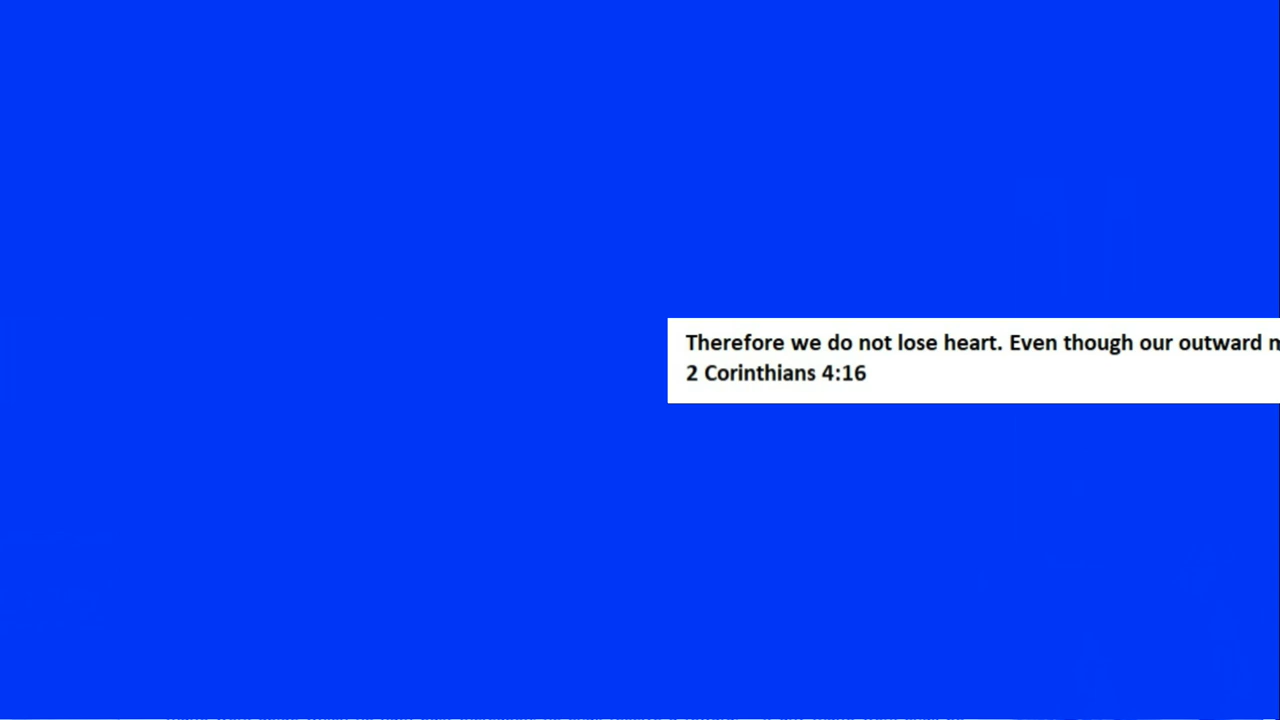 Therefore we do not lose heart. Even though our outward
2 Corinthians 4:16